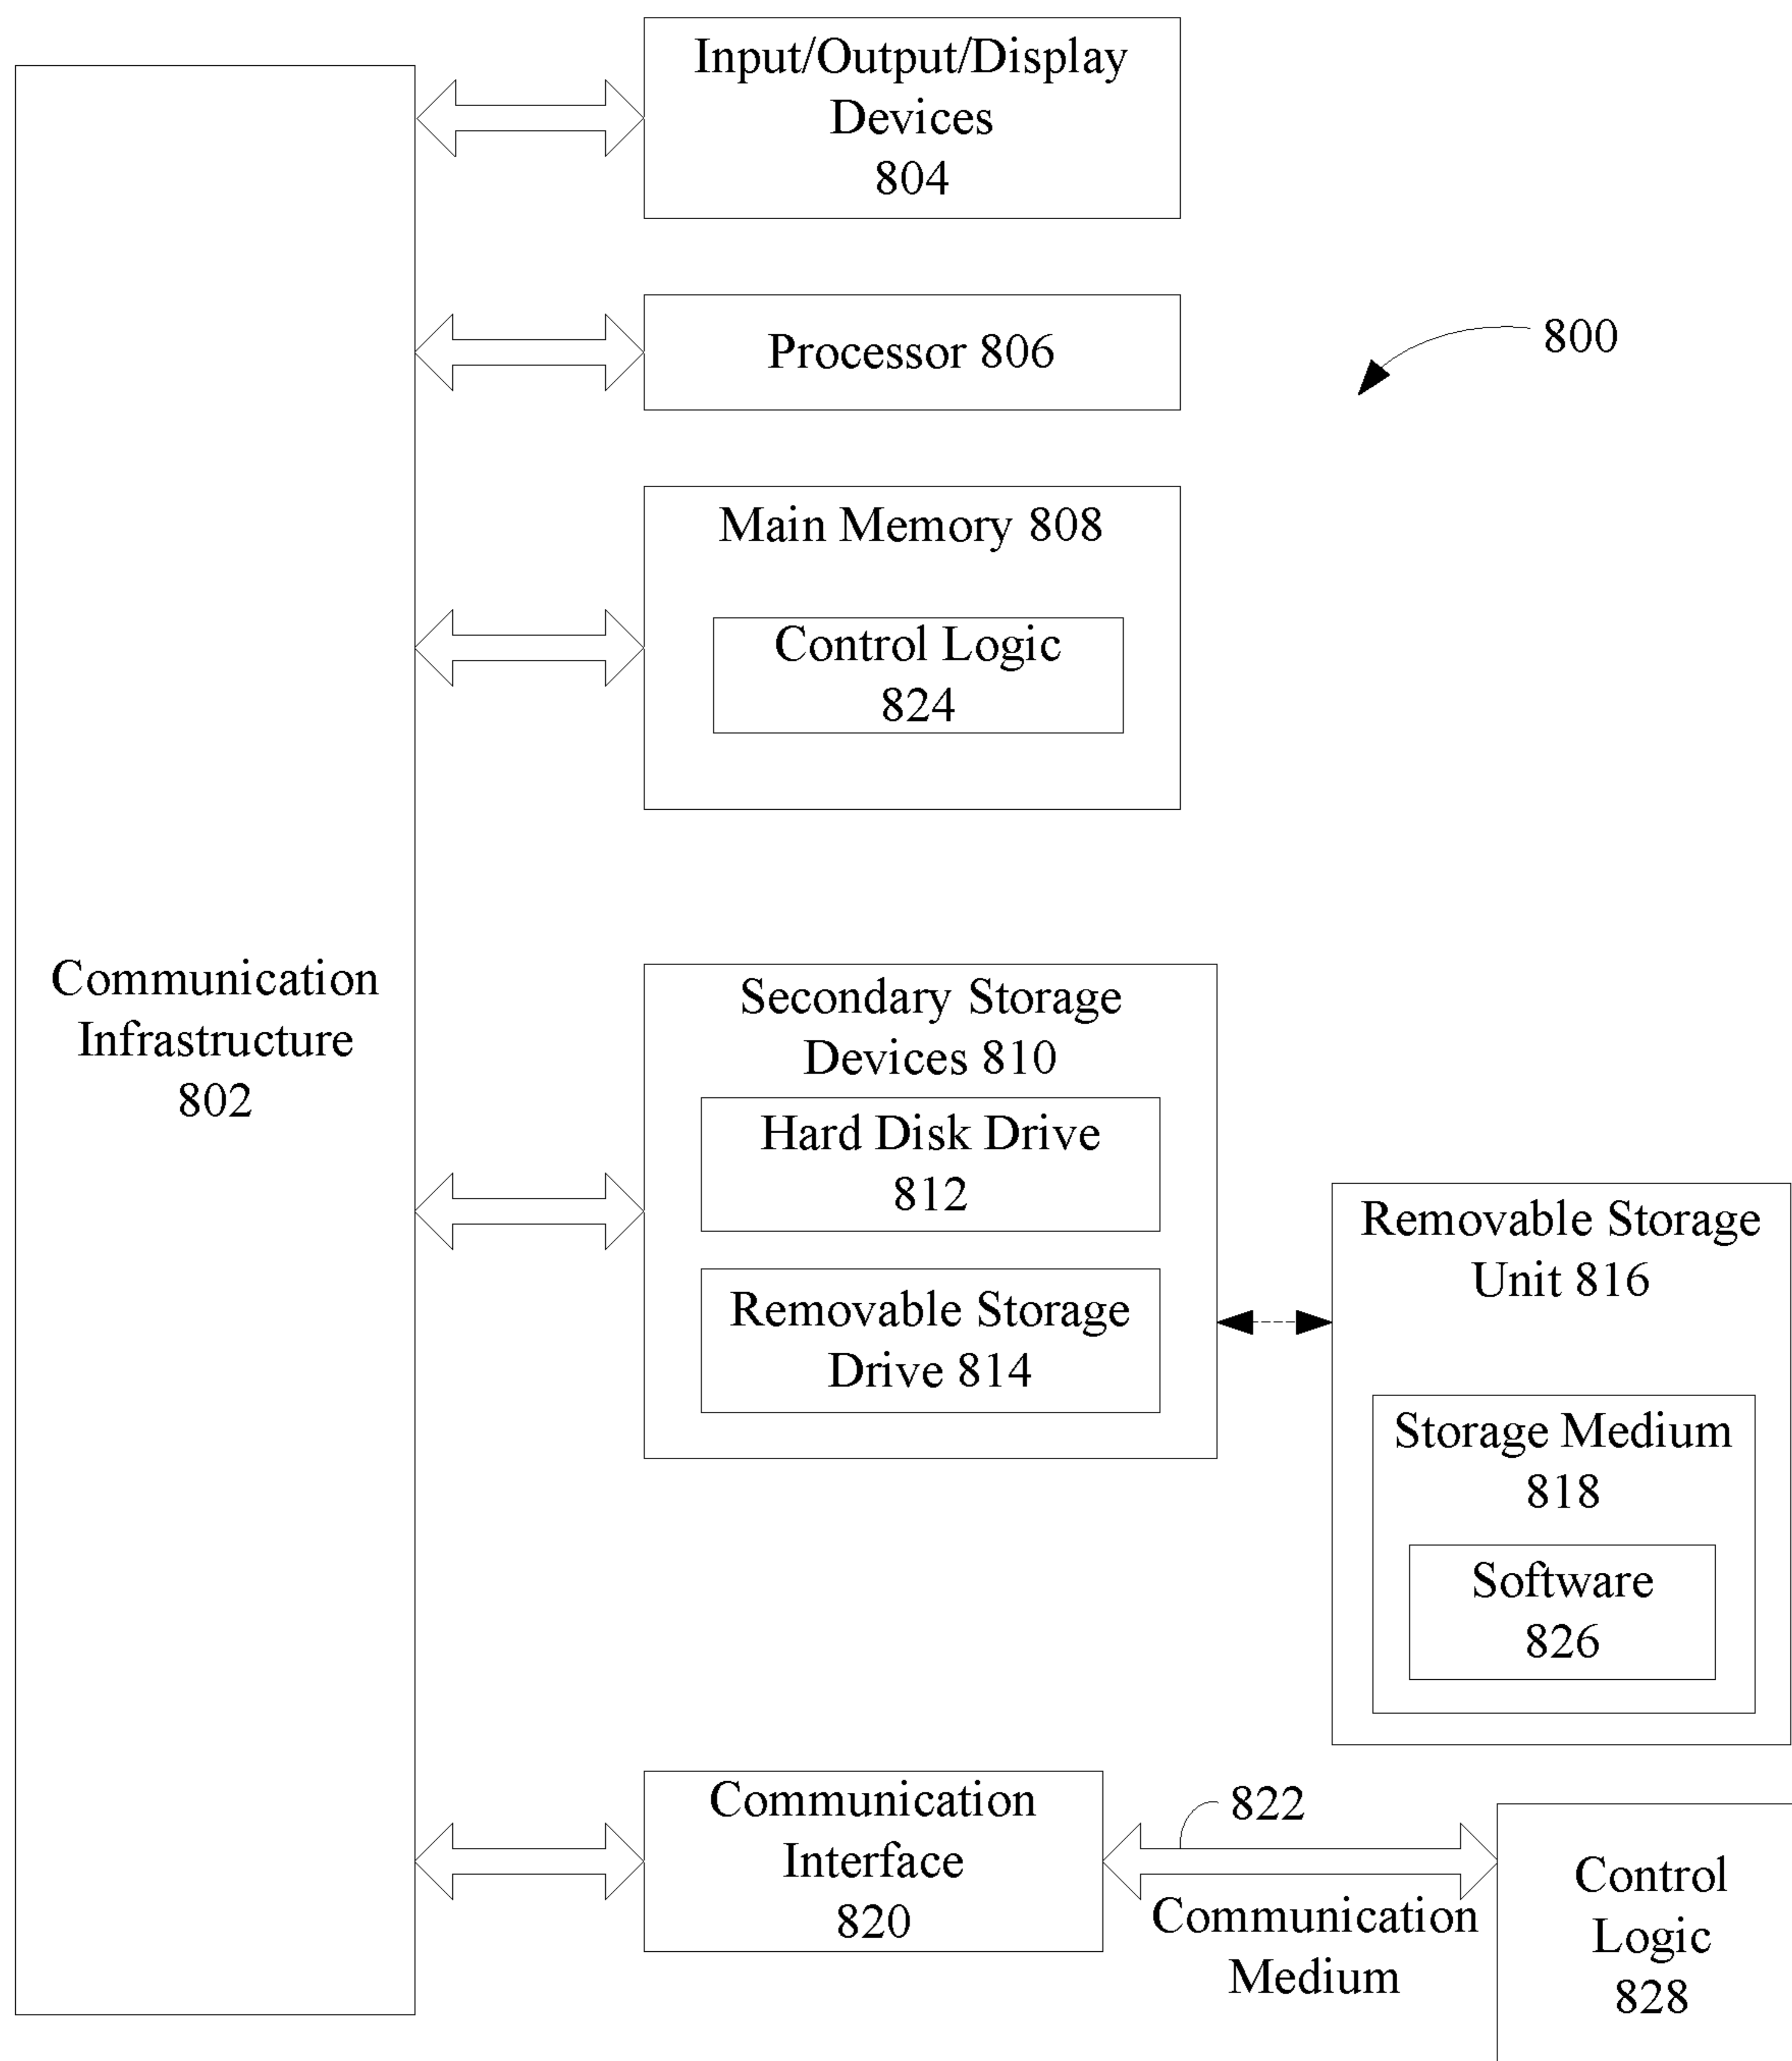 Input/Output/Display
Devices
804
Processor 806
800
Main Memory 808
Control Logic
824
Communication
Infrastructure
802
Secondary Storage
Devices 810
Hard Disk Drive
812
Removable Storage
Drive 814
Removable Storage
Unit 816
Storage Medium
818
Software
826
Communication
Interface
820
822
Communication
Medium
Control
Logic
828